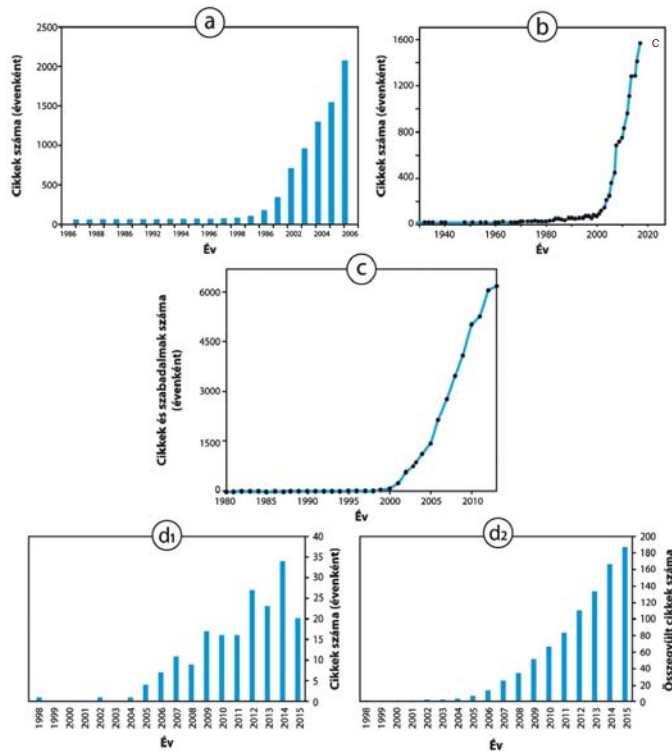 a
Cikkek száma (évenként)
2500
2000
1500
1000
500
0
1986 1988 1986 1992 1994 1996 1998 1986 2002 2004 2006
Év
b
Cikkek száma (évenként)
1600
1200
800
400
0
1940 1960 1980 2000 2020
Év
C
c
Cikkek és szabadalmak száma
(évenként)
6000
4500
3000
1500
0
1980 1985 1990 1995 2000 2005 2010
Év
d1
40
35
30
25
20
15
10
5
0
Cikkek száma (évenként)
1998 1999 2000 2001 2002 2003 2004 2005 2006 2007 2008 2009 2010 2011 2012 2013 2014 2015
Év
d2
200
180
160
140
120
100
80
60
40
20
0
Összegyűlt cikkek száma
1998 1999 2000 2001 2002 2003 2004 2005 2006 2007 2008 2009 2010 2011 2012 2013 2014 2015
Év